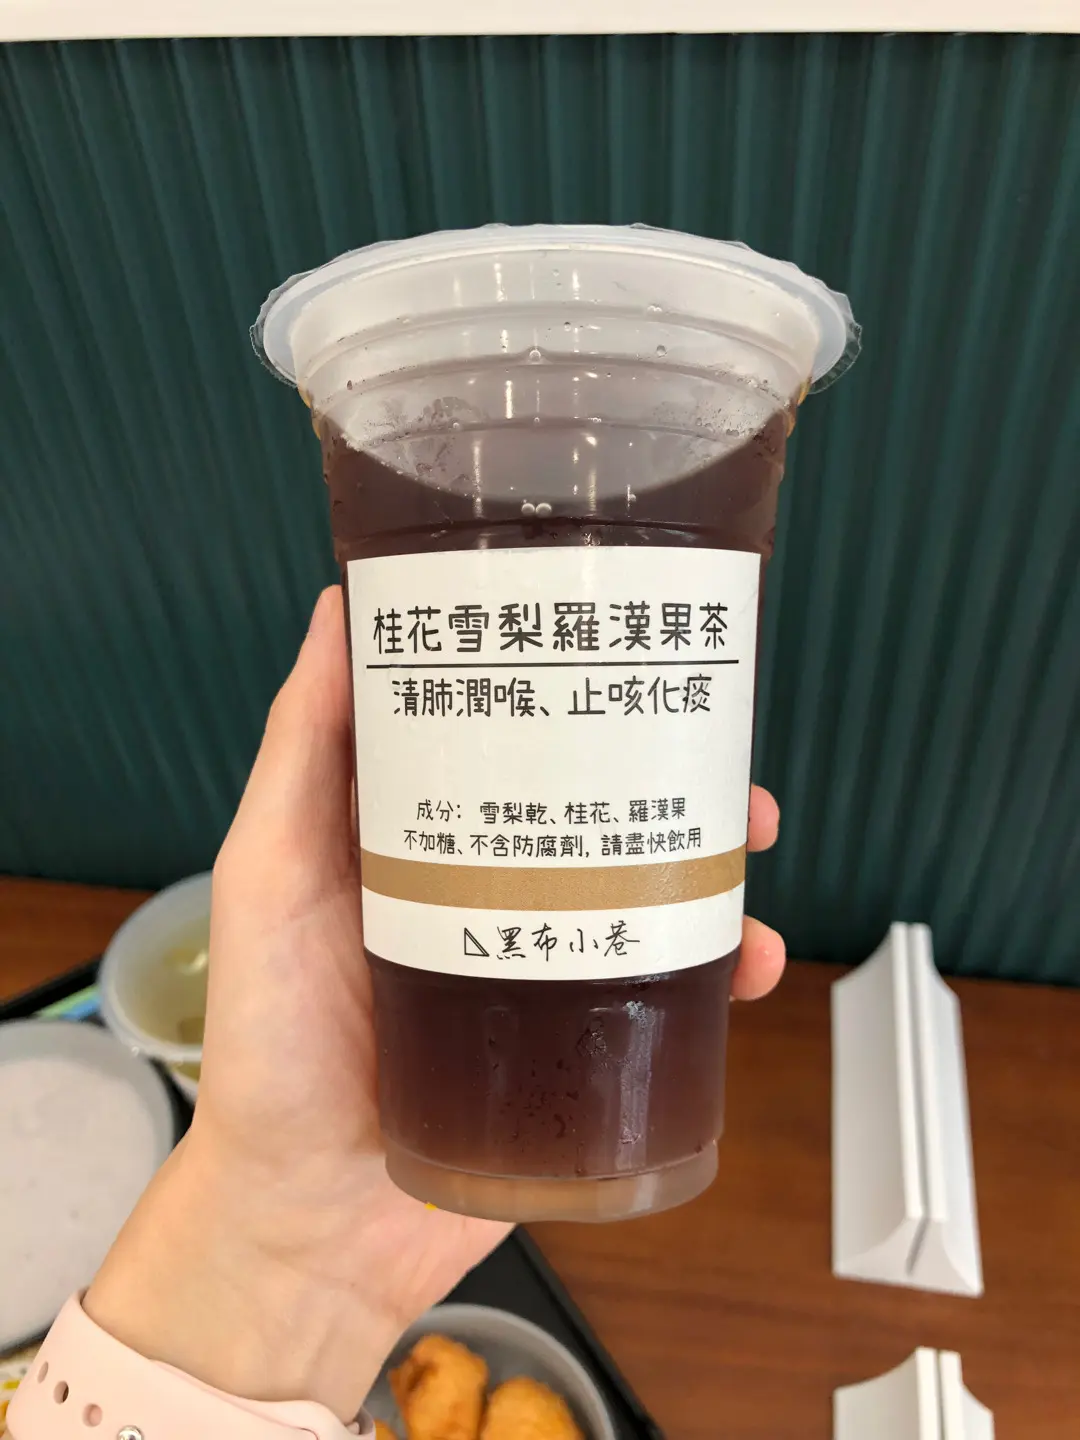 桂花雪梨羅漢果茶
清肺潤喉、止咳化痰
成分: 雪梨乾、桂花、羅漢果
不加糖、不含防腐劑, 請盡快飲用
黑布小巷